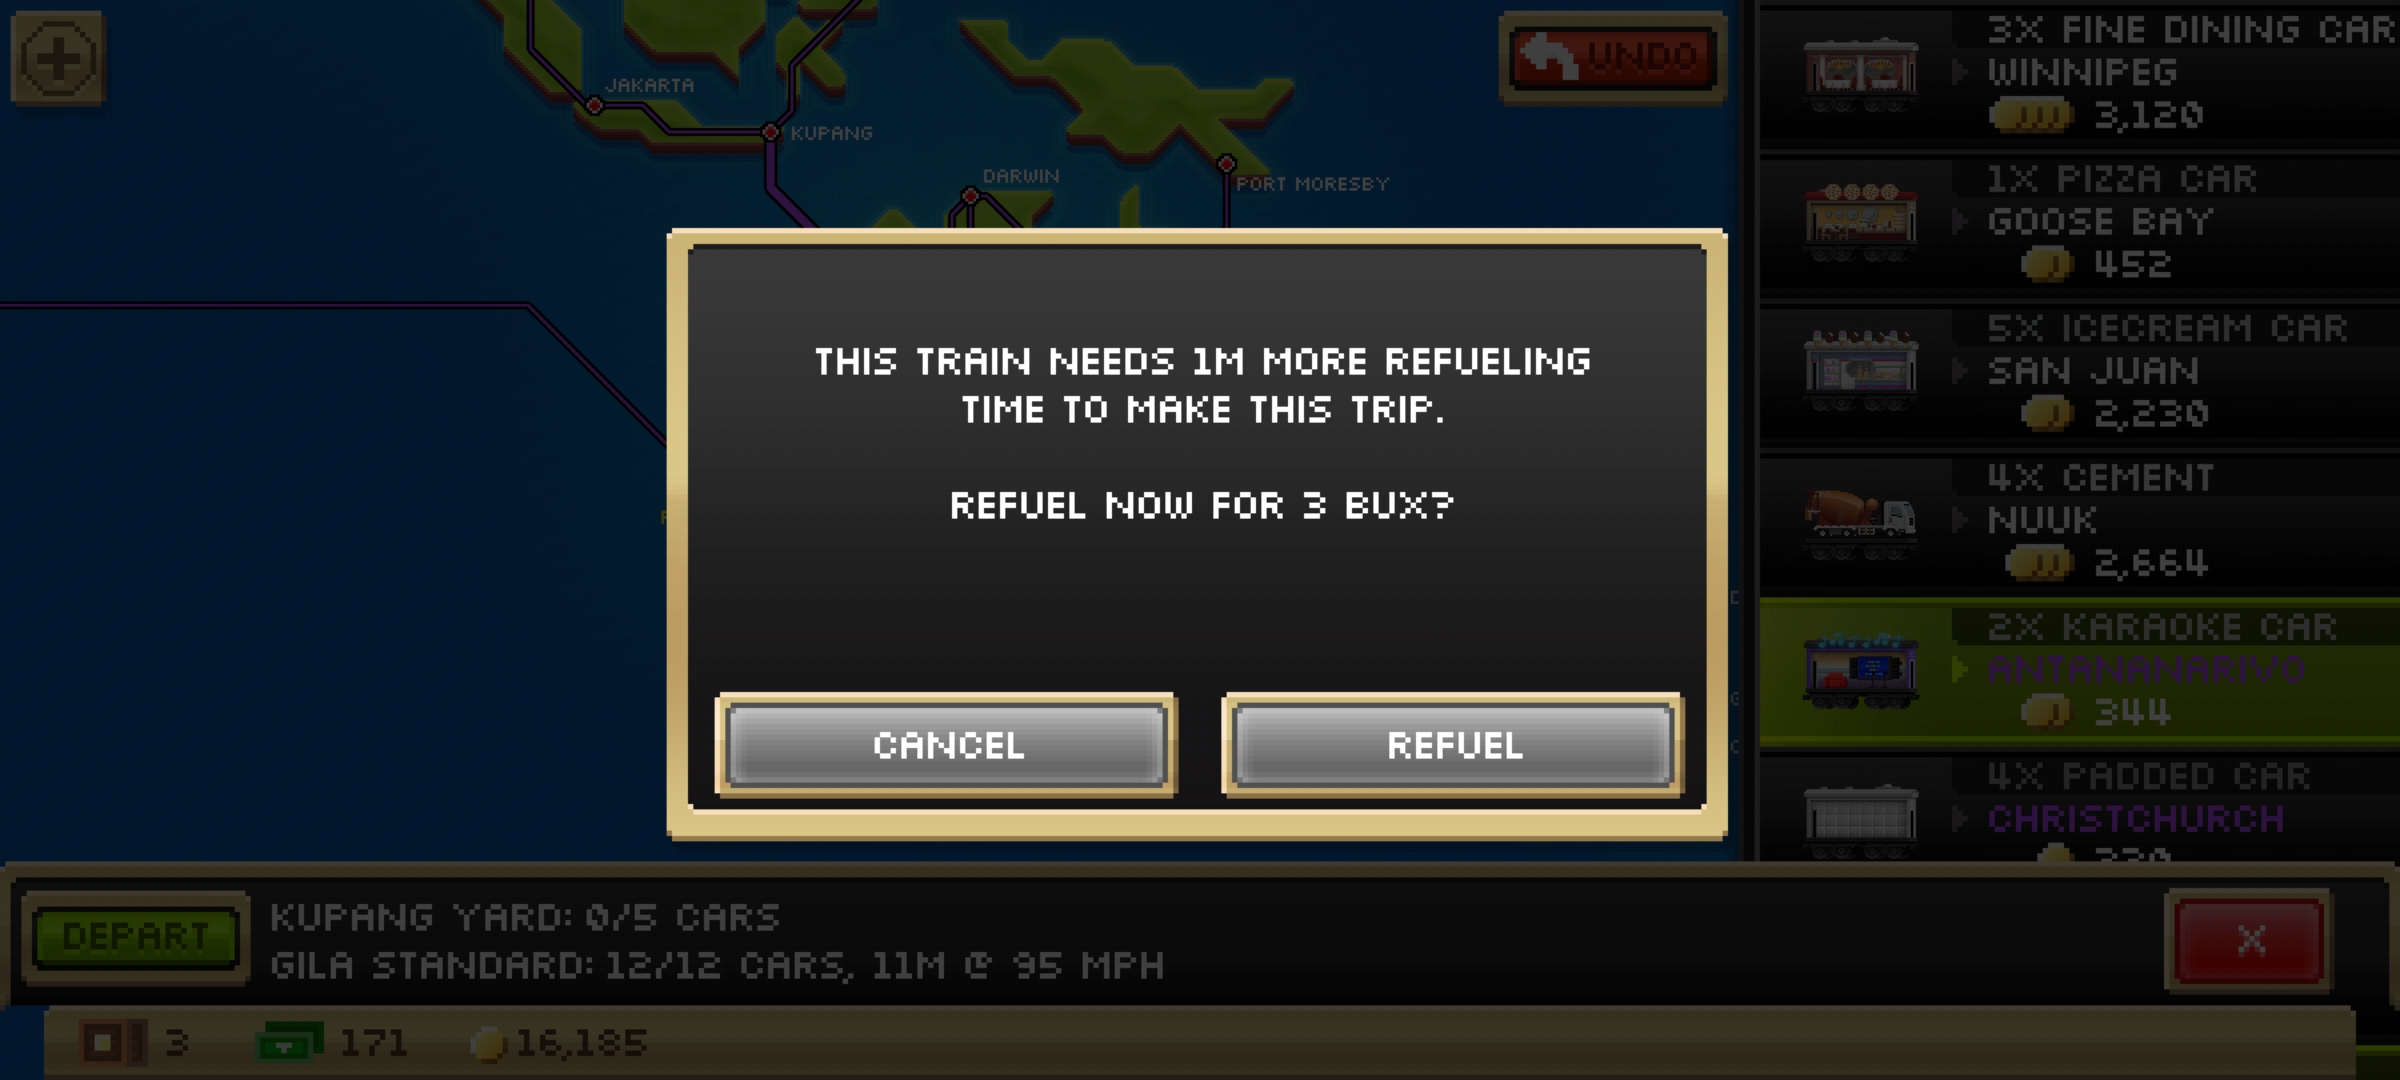 JAKARTA
KUPANG
DARWIN
PORT MORESBY
UNDO
3X FINE DINING CAR
WINNIPEG
3,120
1X PIZZA CAR
GOOSE BAY
452
5X ICECREAM CAR
SAN JUAN
2,230
4X CEMENT
NUUK
2,664
2X KARAOKE CAR
ANTANANARIVO
344
4X PADDED CAR
CHRISTCHURCH
THIS TRAIN NEEDS 1M MORE REFUELING
TIME TO MAKE THIS TRIP.
REFUEL NOW FOR 3 BUX?
CANCEL
REFUEL
DEPART
KUPANG YARD: 0/5 CARS
GILA STANDARD: 12/12 CARS, 11M @ 95 MPH
X
3
171
16,185